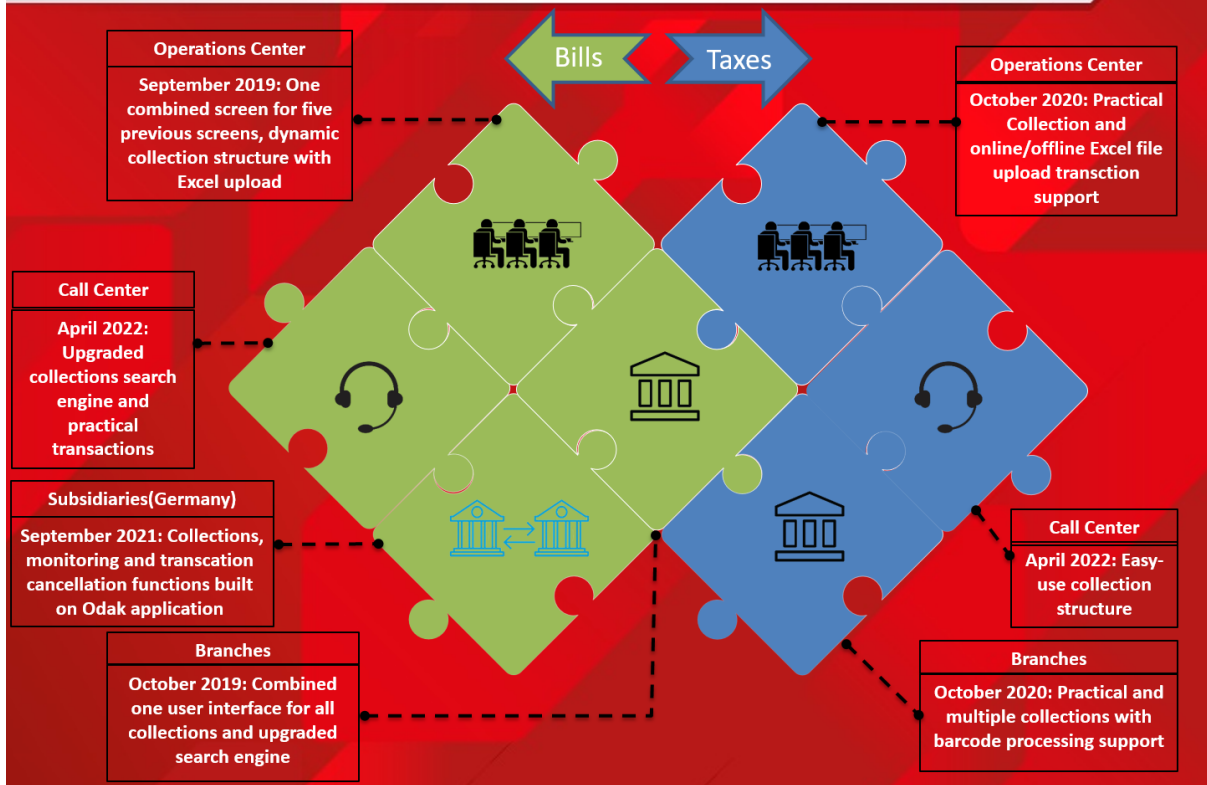 Bills
Taxes
Operations Center
September 2019: One
combined screen for five
previous screens, dynamic
collection structure with
Excel upload
Call Center
April 2022:
Upgraded
collections search
engine and
practical
transactions
Subsidiaries(Germany)
September 2021: Collections,
monitoring and transcation
cancellation functions built
on Odak application
Branches
October 2019: Combined
one user interface for all
collections and upgraded
search engine
Operations Center
October 2020: Practical
Collection and
online/offline Excel file
upload transction
support
Call Center
April 2022: Easy-
use collection
structure
Branches
October 2020: Practical and
multiple collections with
barcode processing support